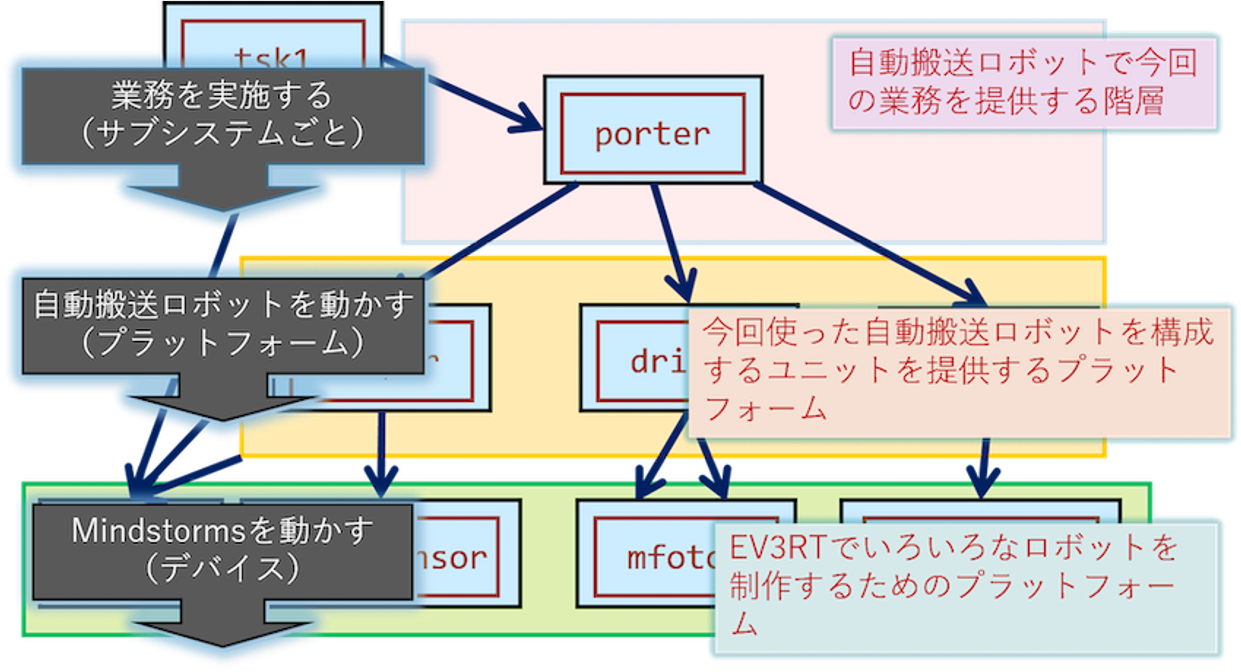 tsk1
業務を実施する
（サブシステムごと）
自動搬送ロボットで今回
の業務を提供する階層
porter
自動搬送ロボットを動かす
（プラットフォーム）
今回使った自動搬送ロボットを構成
するユニットを提供するプラット
フォーム
Mindstormsを動かす
（デバイス）
EV3RTでいろいろなロボットを
制作するためのプラットフォー
ム